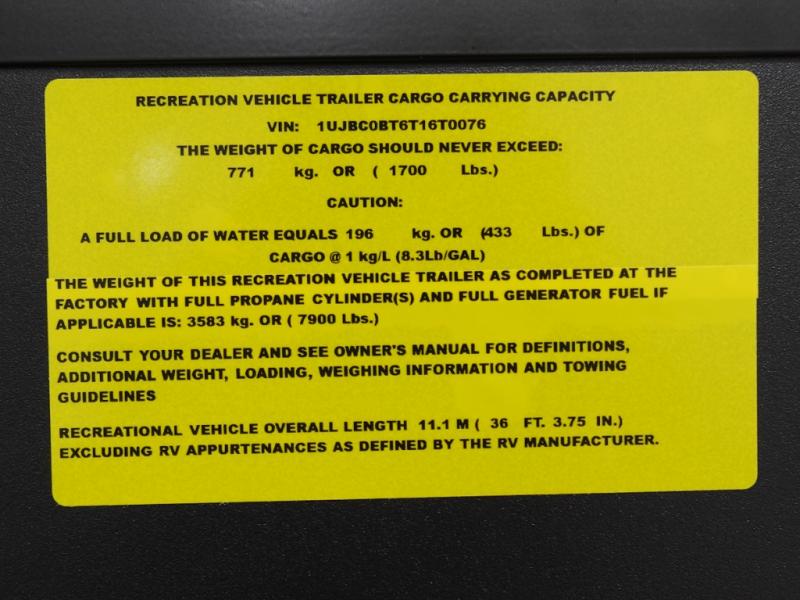 RECREATION VEHICLE TRAILER CARGO CARRYING CAPACITY
VIN: 1UJBC0BT6T16T0076
THE WEIGHT OF CARGO SHOULD NEVER EXCEED:
771 kg. OR ( 1700 Lbs.)
CAUTION:
A FULL LOAD OF WATER EQUALS 196 kg. OR (433 Lbs.) OF
CARGO @ 1 kg/L (8.3Lb/GAL)
THE WEIGHT OF THIS RECREATION VEHICLE TRAILER AS COMPLETED AT THE
FACTORY WITH FULL PROPANE CYLINDER(S) AND FULL GENERATOR FUEL IF
APPLICABLE IS: 3583 kg. OR ( 7900 Lbs.)
CONSULT YOUR DEALER AND SEE OWNER'S MANUAL FOR DEFINITIONS,
ADDITIONAL WEIGHT, LOADING, WEIGHING INFORMATION AND TOWING
GUIDELINES
RECREATIONAL VEHICLE OVERALL LENGTH 11.1 M ( 36 FT. 3.75 IN.)
EXCLUDING RV APPURTENANCES AS DEFINED BY THE RV MANUFACTURER.